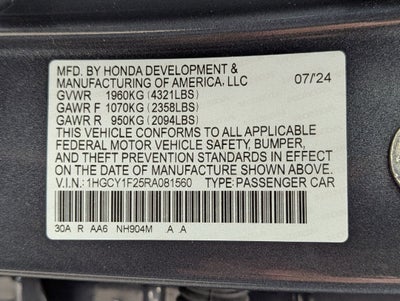 MFD. BY HONDA DEVELOPMENT & 07/24
MANUFACTURING OF AMERICA, LLC
GVWR 1960KG (4321LBS)
GAWR F 1070KG (2358LBS)
GAWR R 950KG (2094LBS)
THIS VEHICLE CONFORMS TO ALL APPLICABLE
FEDERAL MOTOR VEHICLE SAFETY, BUMPER,
AND THEFT PREVENTION STANDARDS IN EFFECT
ON THE DATE OF MANUFACTURE SHOWN ABOVE.
V.I.N.: 1HGCY1F25RA081560 TYPE: PASSENGER CAR
30A R AA6 NH904M A A